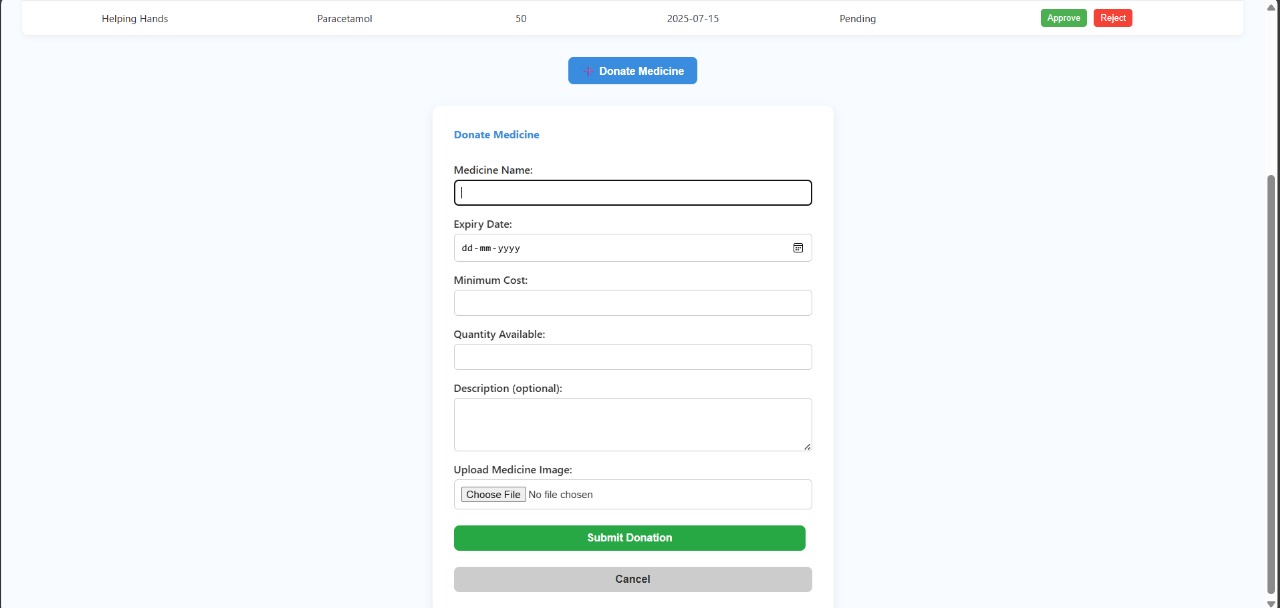 Helping Hands Paracetamol 50 2025-07-15 Pending Approve Reject
Donate Medicine
Donate Medicine
Medicine Name:
Expiry Date:
dd-mm-yyyy
Minimum Cost:
Quantity Available:
Description (optional):
Upload Medicine Image:
Choose File No file chosen
Submit Donation
Cancel